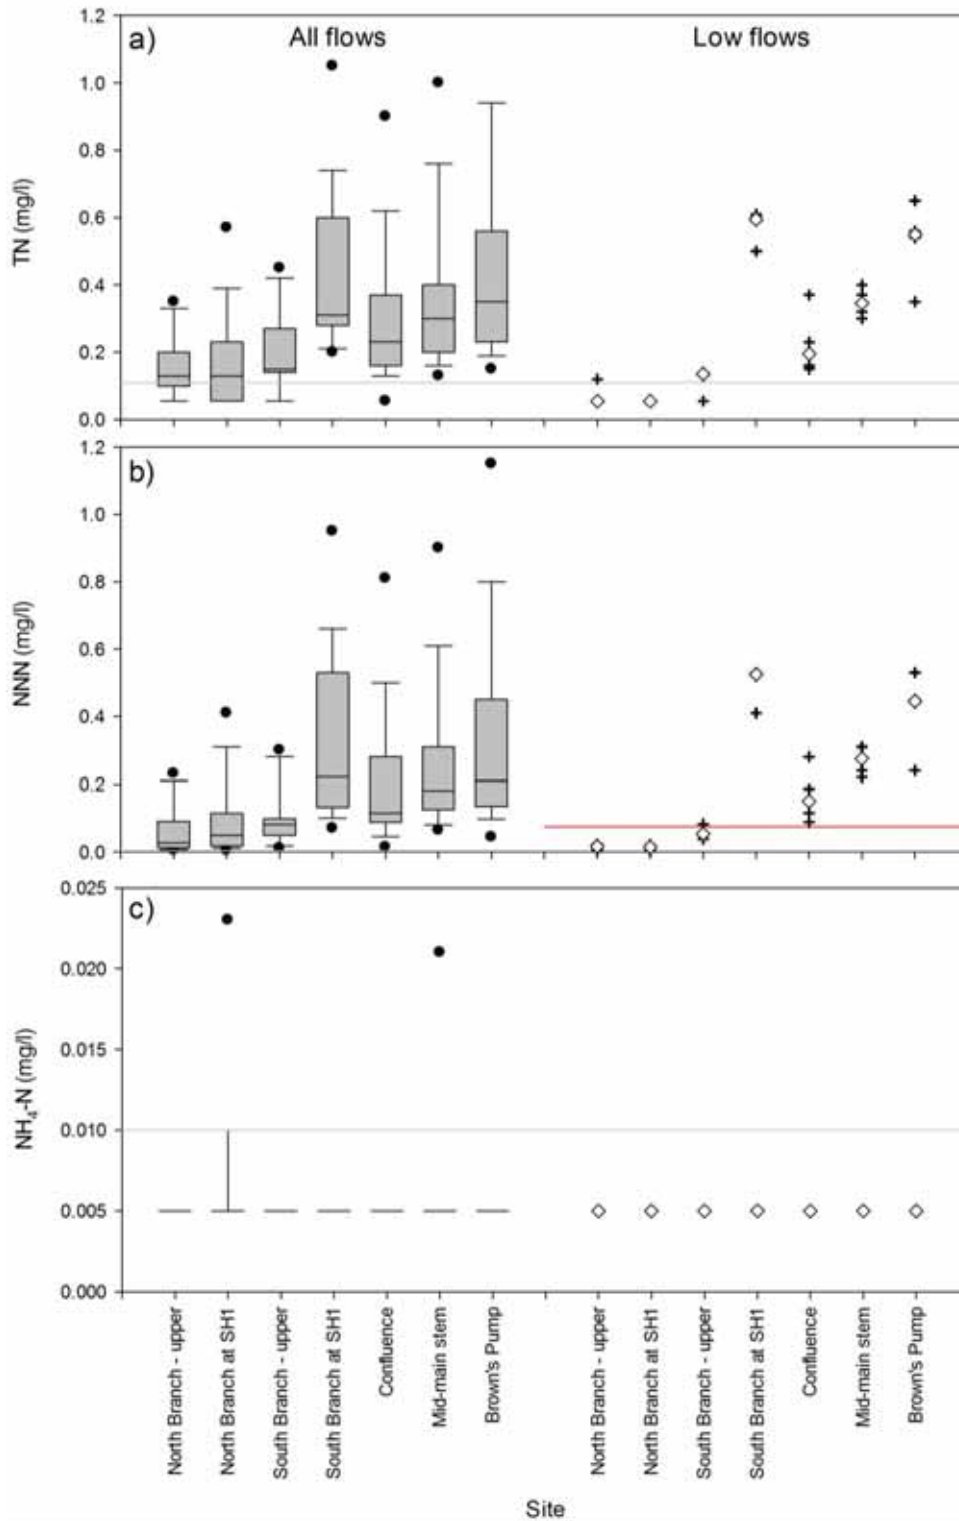 a)
All flows
Low flows
TN (mg/l)
1.2
1.0
0.8
0.6
0.4
0.2
0.0
b)
NNN (mg/l)
1.2
1.0
0.8
0.6
0.4
0.2
0.0
c)
NH₄-N (mg/l)
0.025
0.020
0.015
0.010
0.005
0.000
North Branch - upper
North Branch at SH1
South Branch - upper
South Branch at SH1
Confluence
Mid-main stem
Brown's Pump
North Branch - upper
North Branch at SH1
South Branch - upper
South Branch at SH1
Confluence
Mid-main stem
Brown's Pump
Site